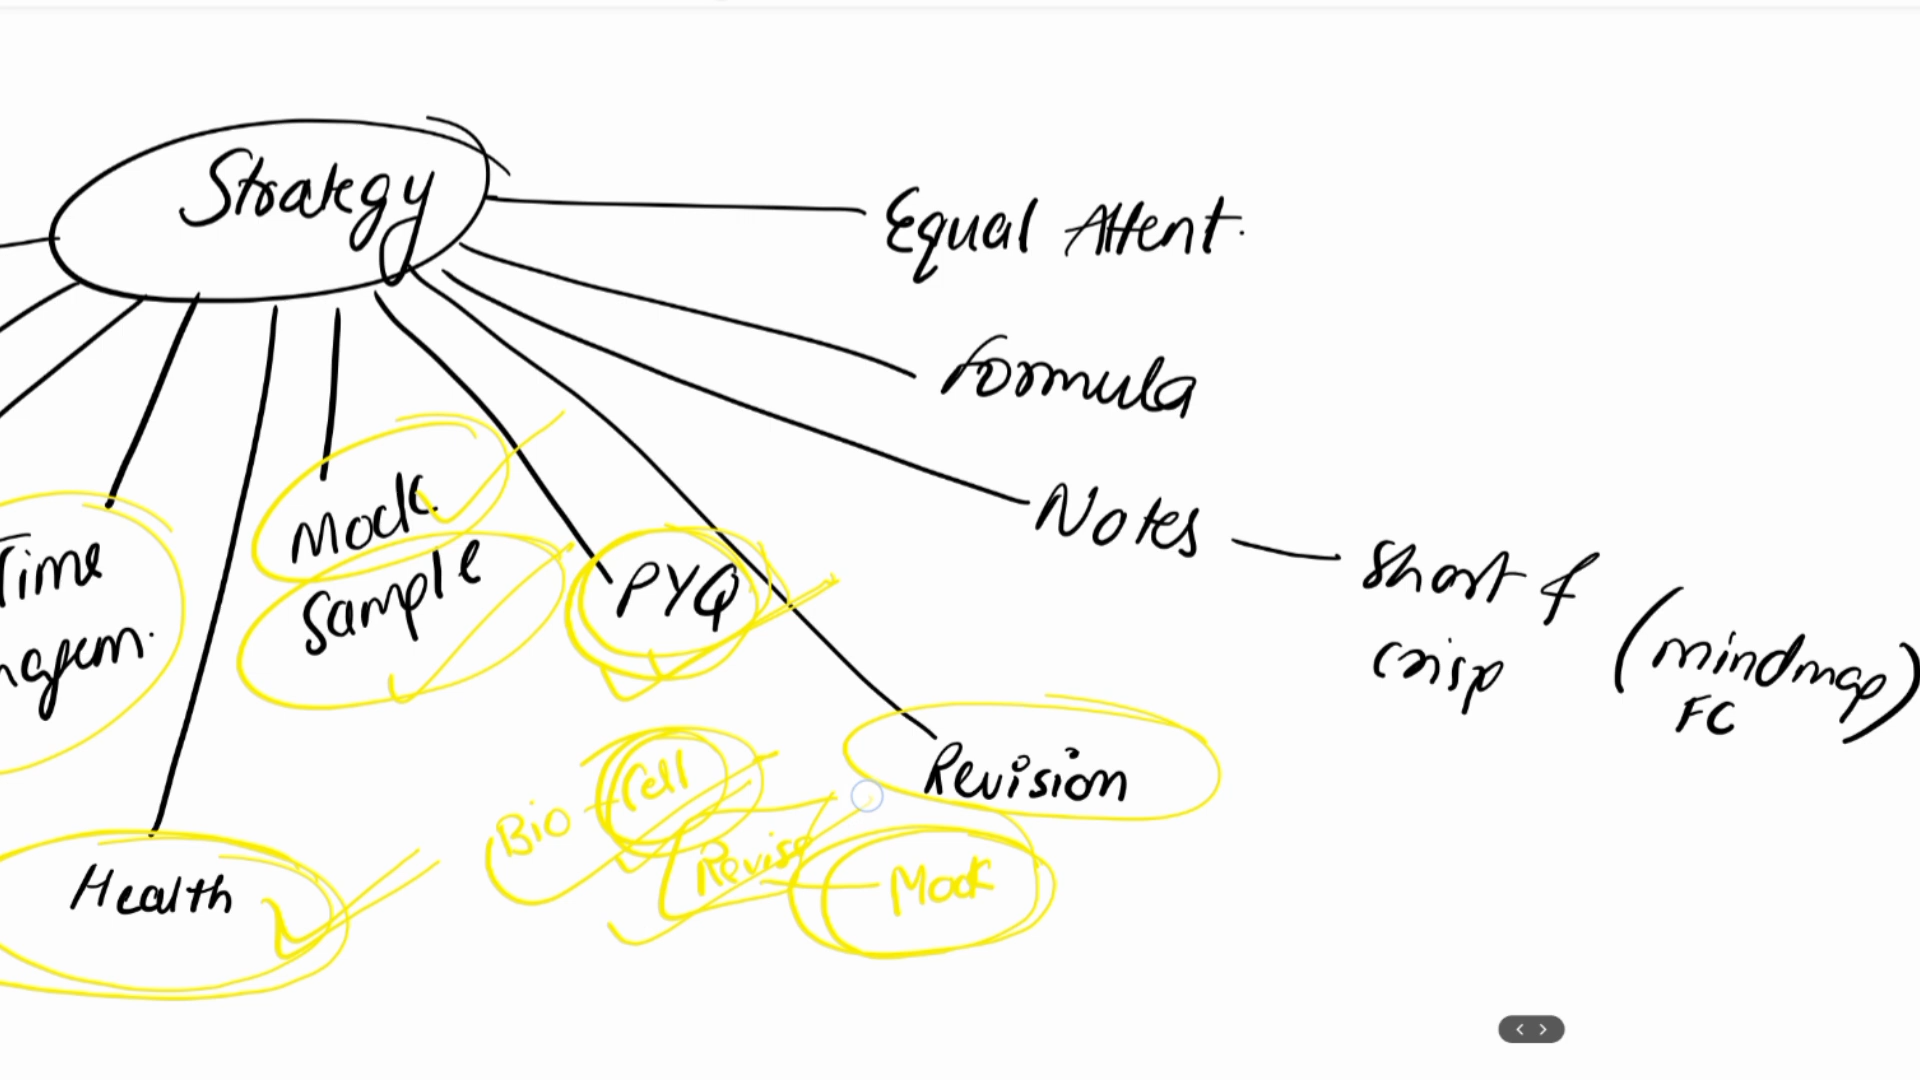 Strategy
Equal Attent.
formula
Notes
Short &
crisp
(mindmap)
FC
Mock
Sample
PYQ
Time
nagem.
Revision
Health
Bio
Cell
Revise
Mock